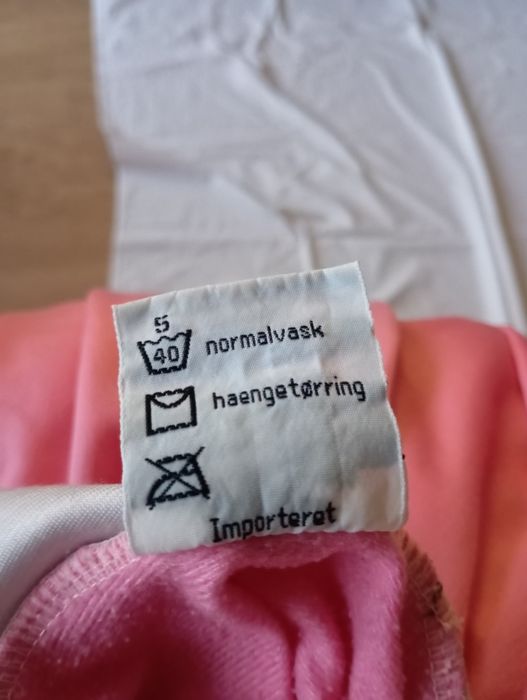 5
40 normalvask
haengetørring
Importeret